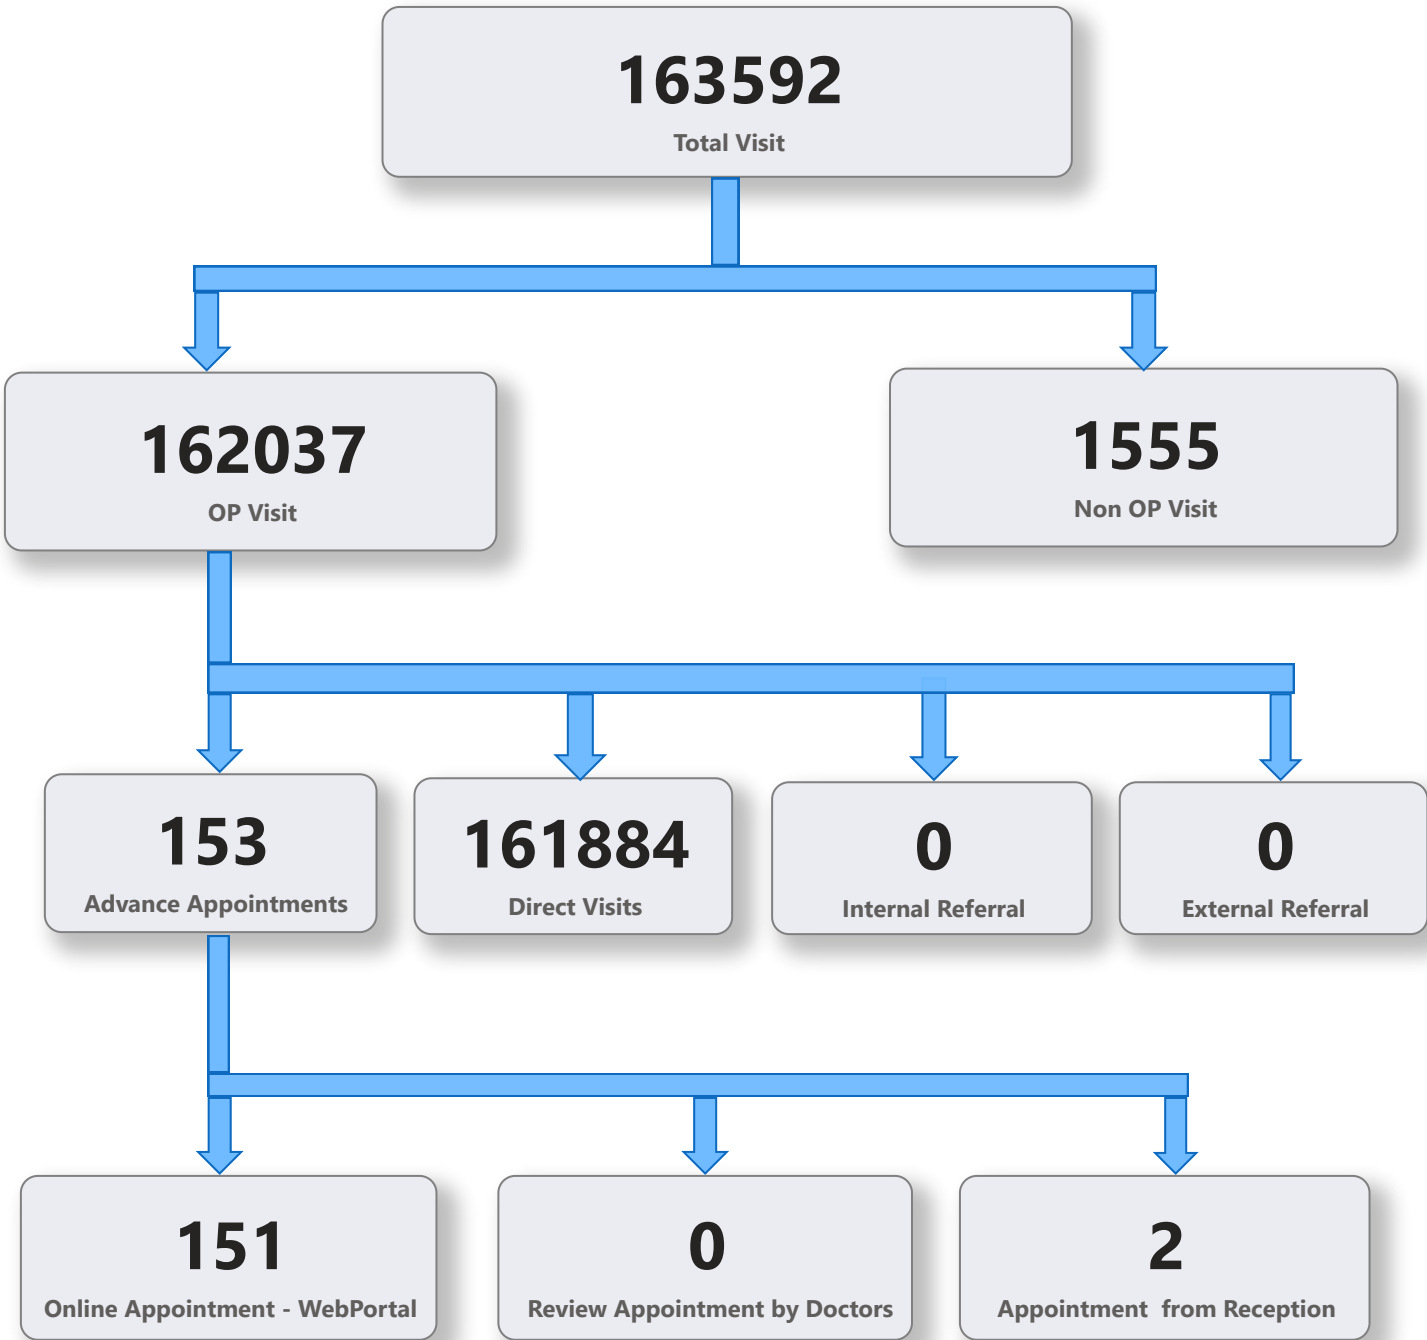 163592
Total Visit
162037
OP Visit
1555
Non OP Visit
153
Advance Appointments
161884
Direct Visits
0
Internal Referral
0
External Referral
151
Online Appointment - WebPortal
0
Review Appointment by Doctors
2
Appointment  from Reception